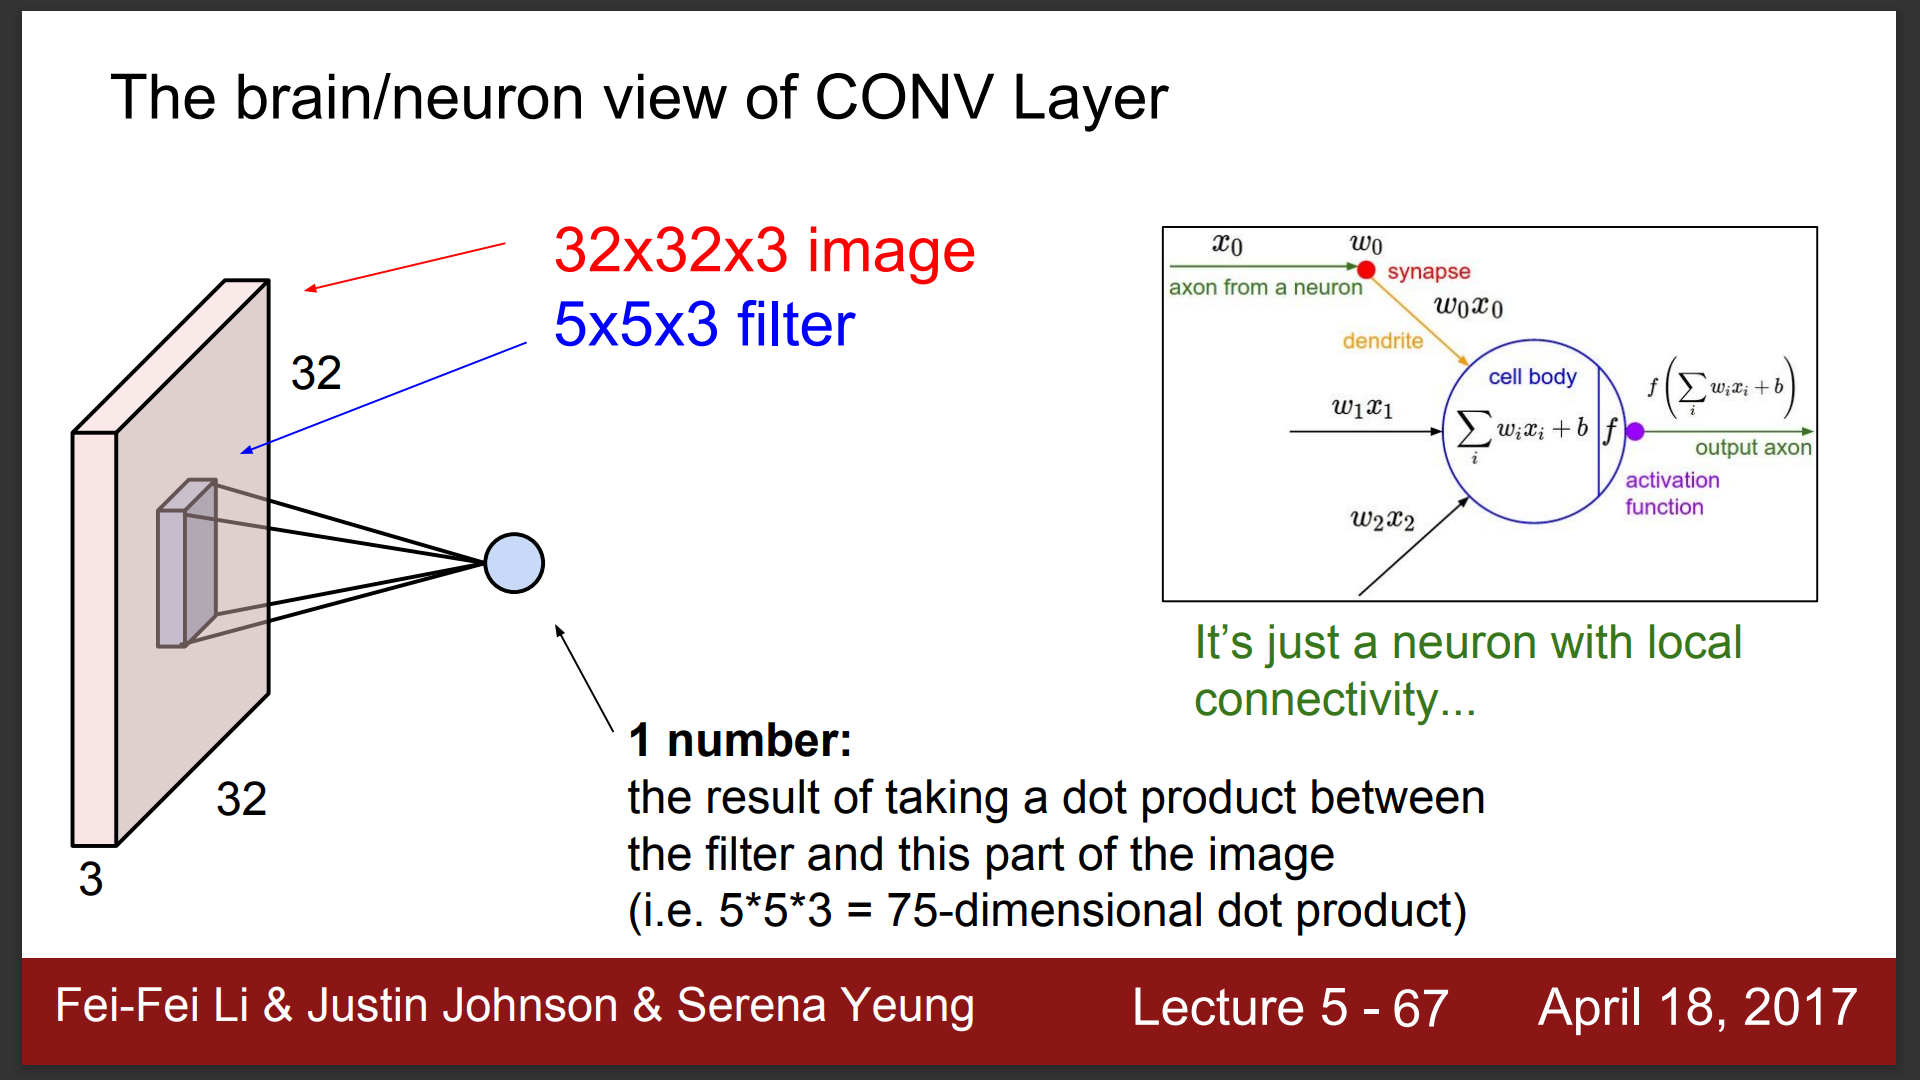 The brain/neuron view of CONV Layer
32x32x3 image
5x5x3 filter
32
32
3
1 number:
the result of taking a dot product between
the filter and this part of the image
(i.e. 5*5*3 = 75-dimensional dot product)
x₀
w₀
synapse
axon from a neuron
w₀x₀
dendrite
cell body
f(∑ᵢ wᵢxᵢ + b)
w₁x₁
∑ᵢ wᵢxᵢ + b
f
output axon
activation
function
w₂x₂
It’s just a neuron with local
connectivity...
Fei-Fei Li & Justin Johnson & Serena Yeung
Lecture 5 - 67
April 18, 2017